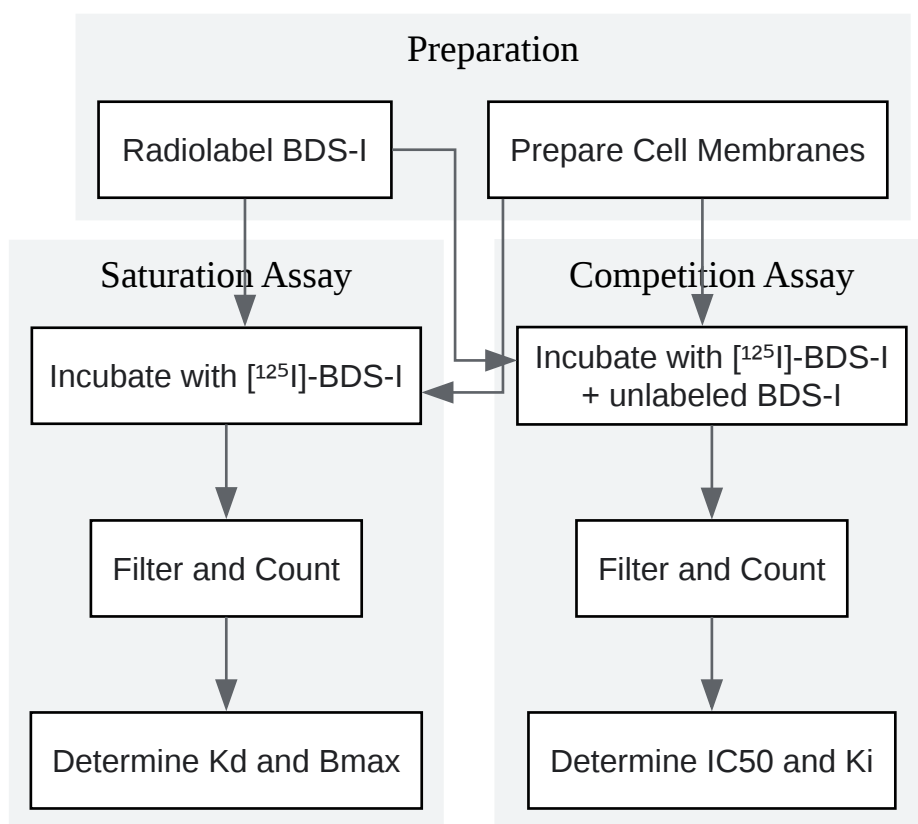 Preparation
Radiolabel BDS-I
Prepare Cell Membranes
Saturation Assay
Competition Assay
Incubate with [¹²⁵I]-BDS-I
Incubate with [¹²⁵I]-BDS-I
+ unlabeled BDS-I
Filter and Count
Filter and Count
Determine Kd and Bmax
Determine IC50 and Ki